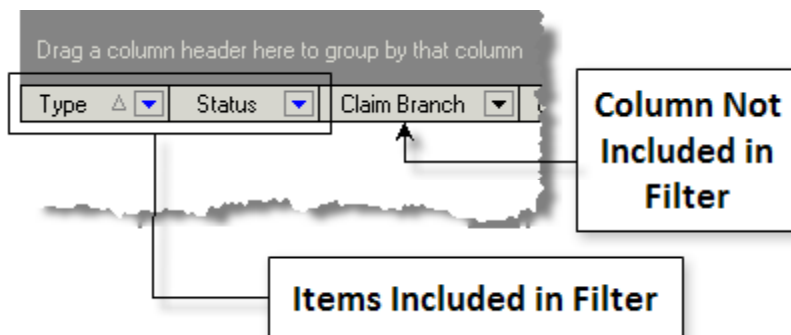 Drag a column header here to group by that column
Type Status Claim Branch
Column Not
Included in
Filter
Items Included in Filter